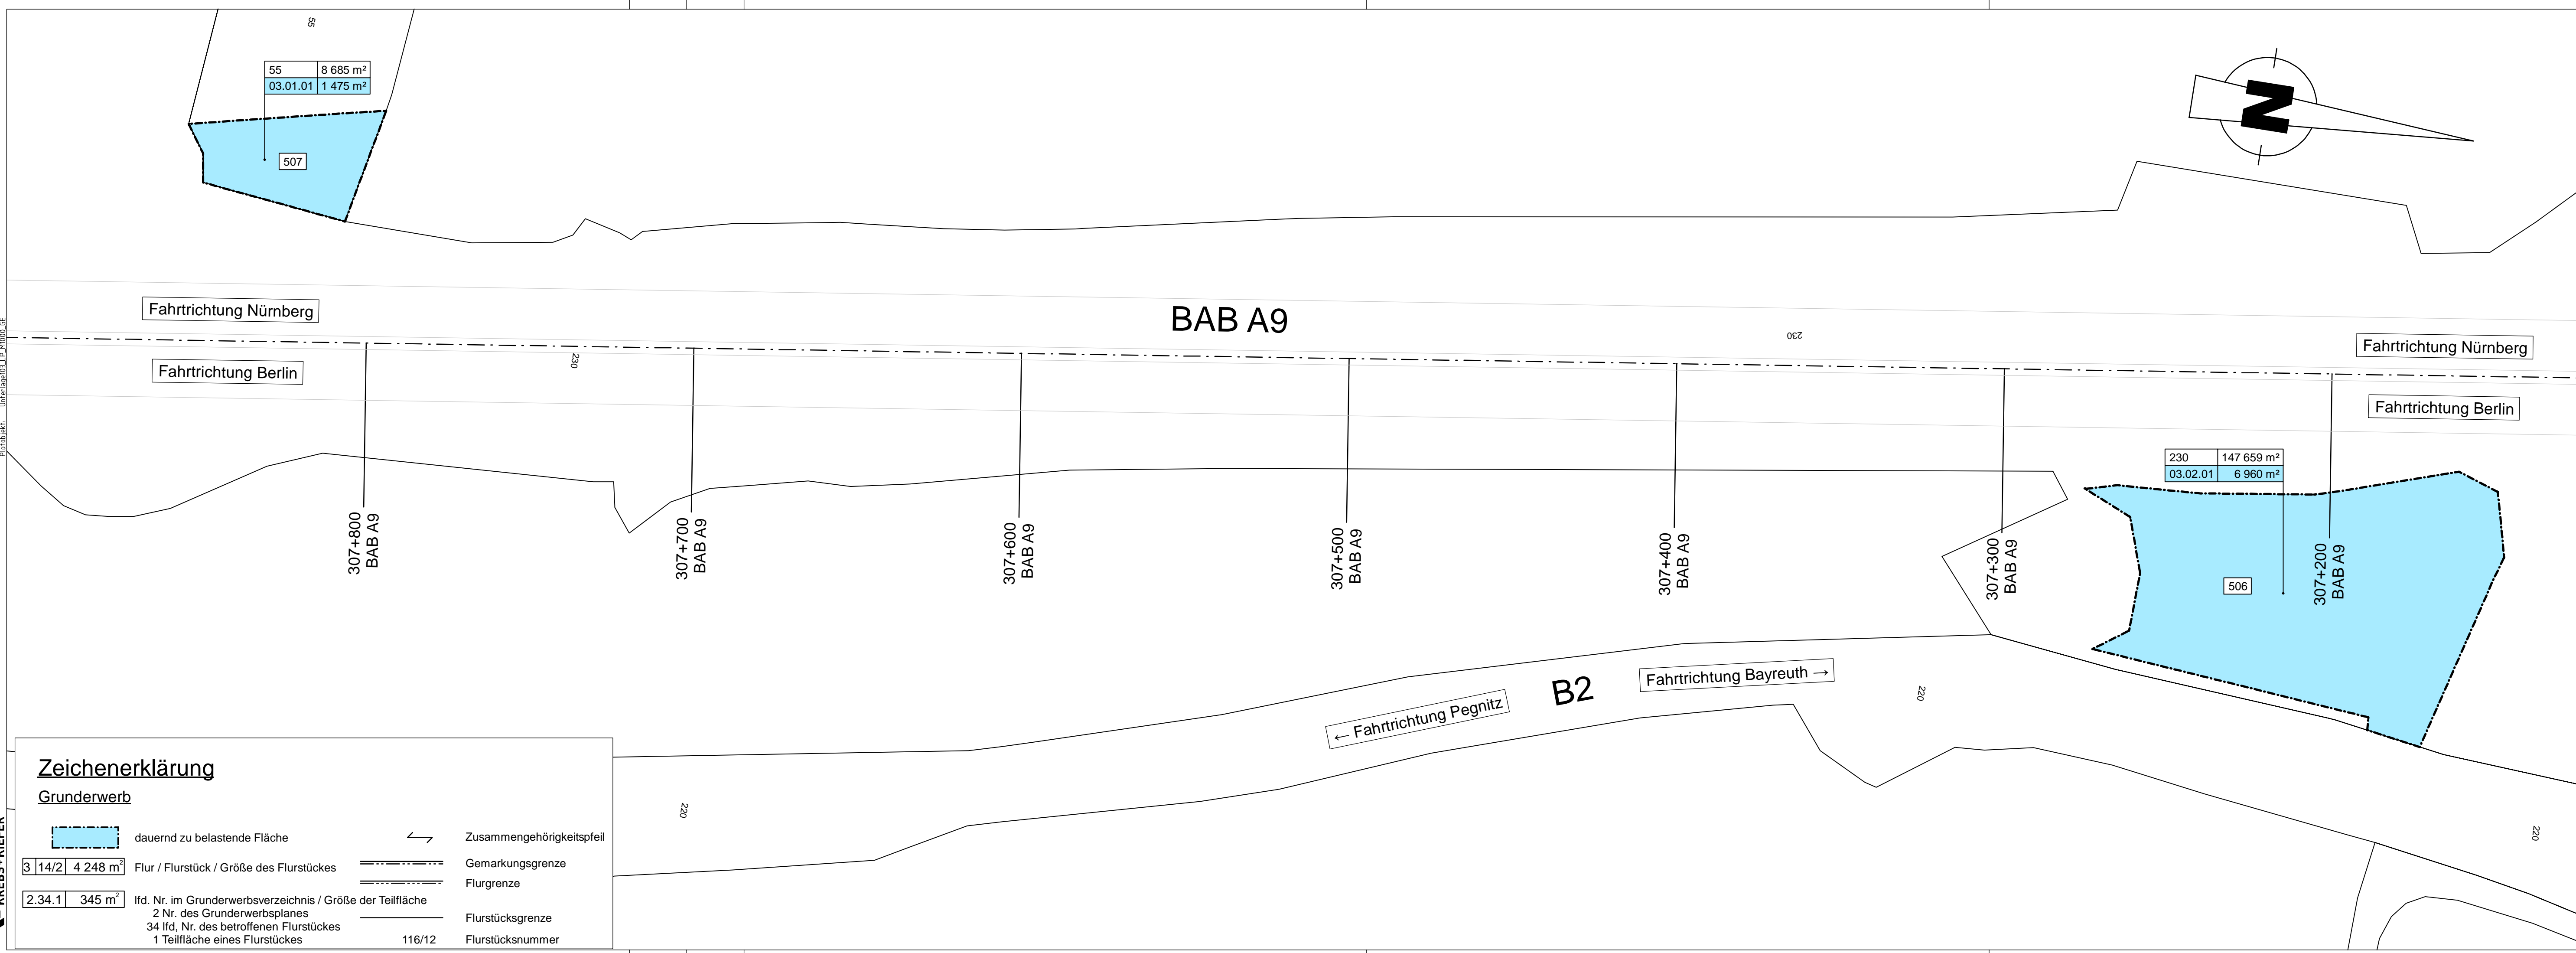 55
55 8 685 m²
03.01.01 1 475 m²
507
N
Fahrtrichtung Nürnberg
BAB A9
230
Fahrtrichtung Nürnberg
Fahrtrichtung Berlin
230
Fahrtrichtung Berlin
230 147 659 m²
03.02.01 6 960 m²
506
307+800
BAB A9
307+700
BAB A9
307+600
BAB A9
307+500
BAB A9
307+400
BAB A9
307+300
BAB A9
307+200
BAB A9
← Fahrtrichtung Pegnitz
B2
Fahrtrichtung Bayreuth →
220
220
220
Plotobjekt: Unterlage103_LP_M1000_GE
KREBS+KIEFER
Zeichenerklärung
Grunderwerb
dauernd zu belastende Fläche
3 14/2 4 248 m² Flur / Flurstück / Größe des Flurstückes
2.34.1 345 m² lfd. Nr. im Grunderwerbsverzeichnis / Größe der Teilfläche
2 Nr. des Grunderwerbsplanes
34 lfd, Nr. des betroffenen Flurstückes
1 Teilfläche eines Flurstückes
Zusammengehörigkeitspfeil
Gemarkungsgrenze
Flurgrenze
Flurstücksgrenze
116/12 Flurstücksnummer